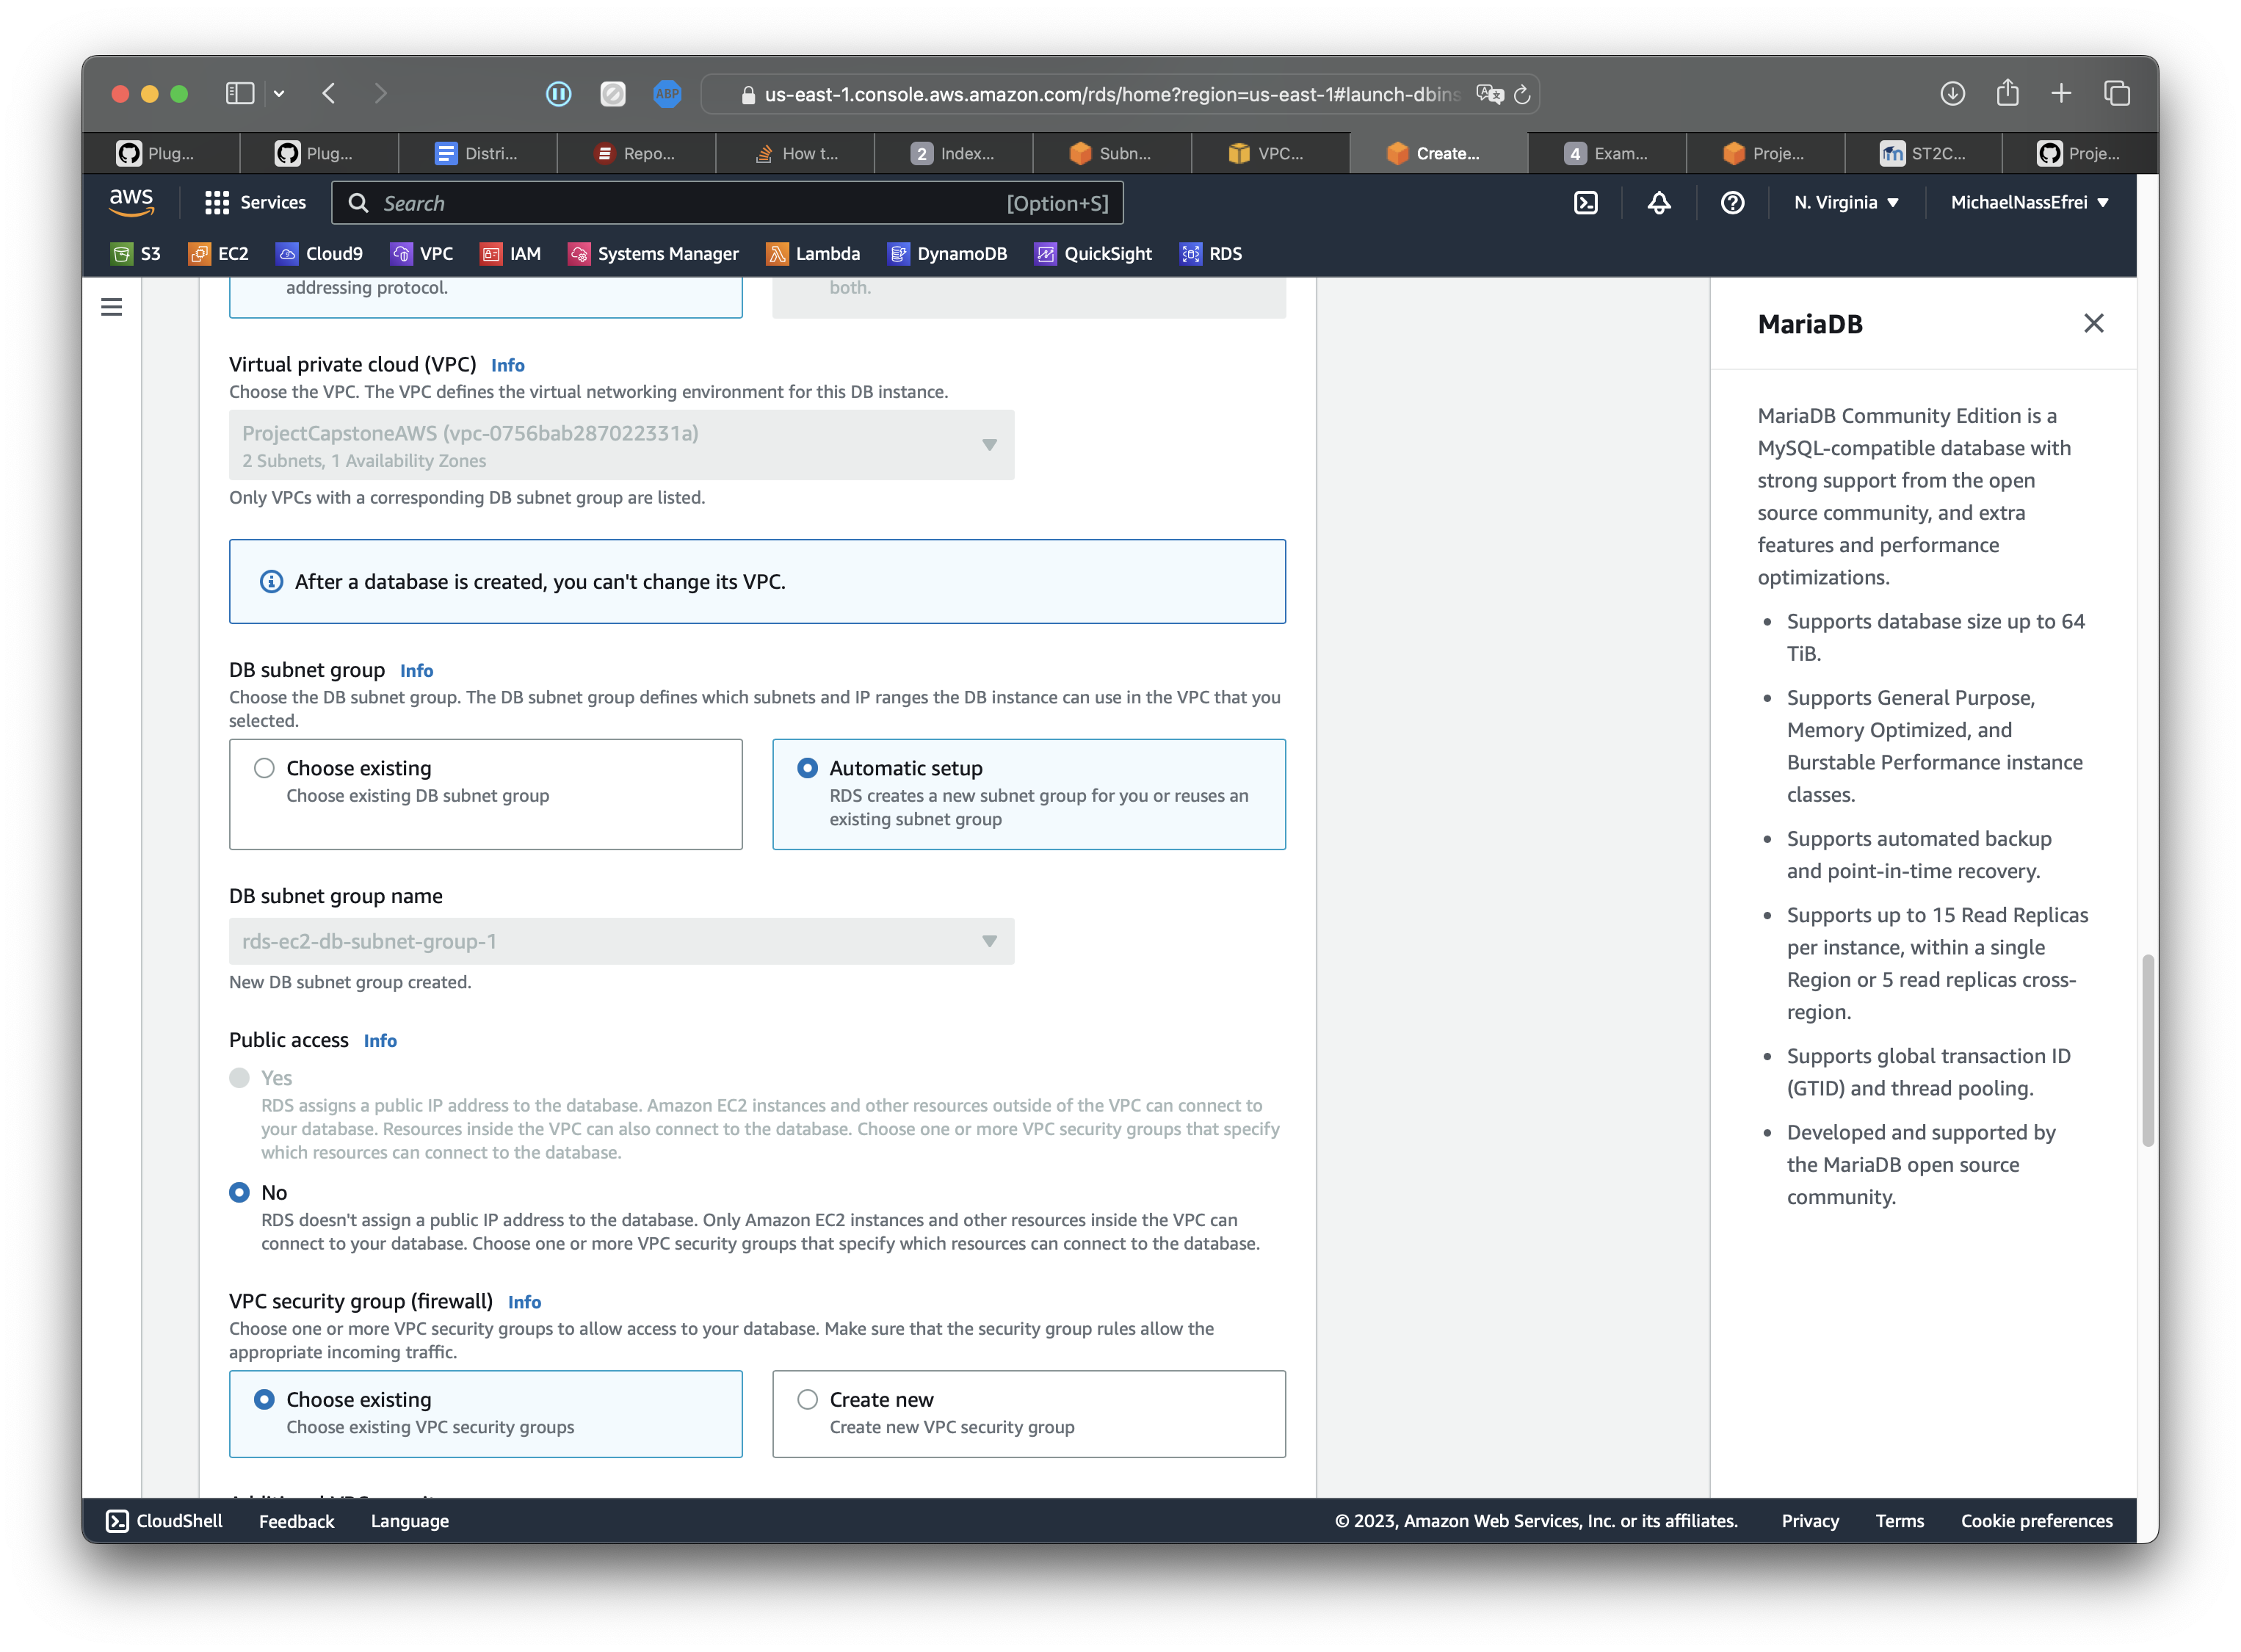 us-east-1.console.aws.amazon.com/rds/home?region=us-east-1#launch-dbins
ABP
Plug...
Plug...
Distri...
Repo...
How t...
2 Index...
Subn...
VPC...
Create...
4 Exam...
Proje...
ST2C...
Proje...
aws
Services
Search
[Option+S]
N. Virginia
MichaelNassEfrei
S3
EC2
Cloud9
VPC
IAM
Systems Manager
Lambda
DynamoDB
QuickSight
RDS
addressing protocol.
both.
Virtual private cloud (VPC) Info
Choose the VPC. The VPC defines the virtual networking environment for this DB instance.
ProjectCapstoneAWS (vpc-0756bab287022331a)
2 Subnets, 1 Availability Zones
Only VPCs with a corresponding DB subnet group are listed.
After a database is created, you can't change its VPC.
DB subnet group Info
Choose the DB subnet group. The DB subnet group defines which subnets and IP ranges the DB instance can use in the VPC that you
selected.
Choose existing
Choose existing DB subnet group
Automatic setup
RDS creates a new subnet group for you or reuses an
existing subnet group
DB subnet group name
rds-ec2-db-subnet-group-1
New DB subnet group created.
Public access Info
Yes
RDS assigns a public IP address to the database. Amazon EC2 instances and other resources outside of the VPC can connect to
your database. Resources inside the VPC can also connect to the database. Choose one or more VPC security groups that specify
which resources can connect to the database.
No
RDS doesn't assign a public IP address to the database. Only Amazon EC2 instances and other resources inside the VPC can
connect to your database. Choose one or more VPC security groups that specify which resources can connect to the database.
VPC security group (firewall) Info
Choose one or more VPC security groups to allow access to your database. Make sure that the security group rules allow the
appropriate incoming traffic.
Choose existing
Choose existing VPC security groups
Create new
Create new VPC security group
MariaDB
MariaDB Community Edition is a
MySQL-compatible database with
strong support from the open
source community, and extra
features and performance
optimizations.
• Supports database size up to 64
TiB.
• Supports General Purpose,
Memory Optimized, and
Burstable Performance instance
classes.
• Supports automated backup
and point-in-time recovery.
• Supports up to 15 Read Replicas
per instance, within a single
Region or 5 read replicas cross-
region.
• Supports global transaction ID
(GTID) and thread pooling.
• Developed and supported by
the MariaDB open source
community.
CloudShell
Feedback
Language
© 2023, Amazon Web Services, Inc. or its affiliates.
Privacy
Terms
Cookie preferences